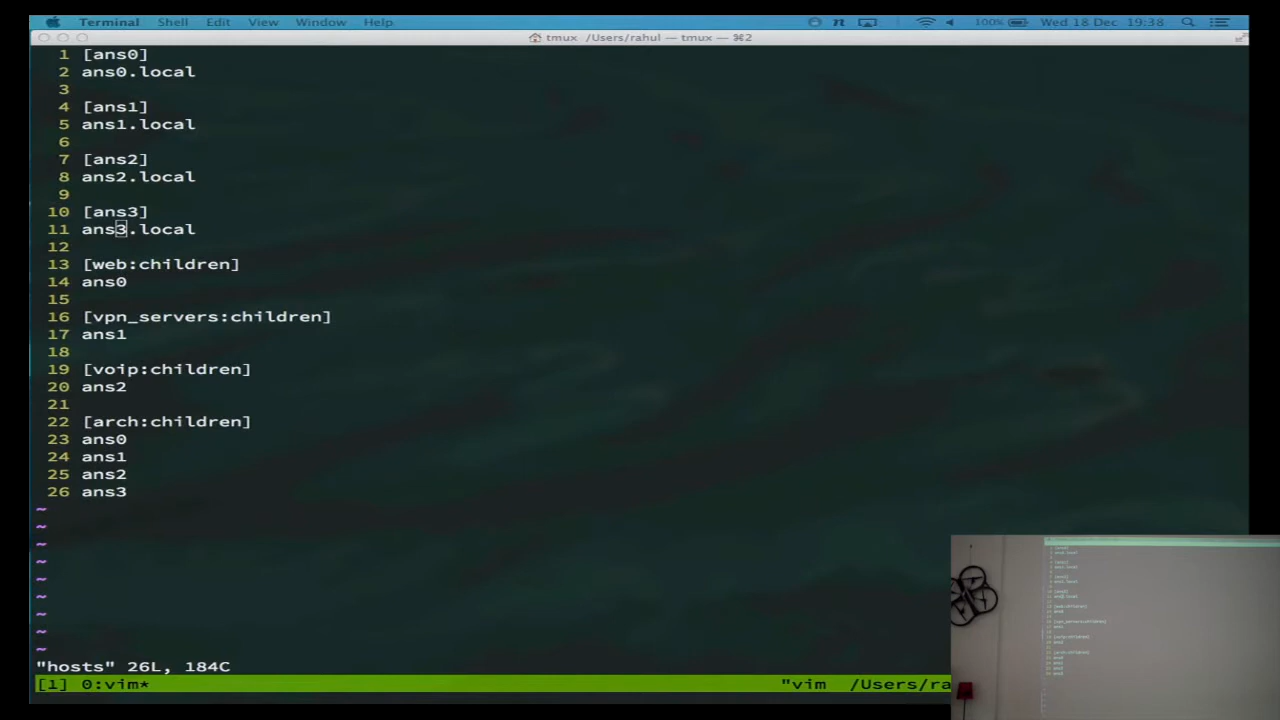 Terminal Shell Edit View Window Help 100% Wed 18 Dec 19:38
tmux /Users/rahul — tmux — ⌘2
1 [ans0]
2 ans0.local
3
4 [ans1]
5 ans1.local
6
7 [ans2]
8 ans2.local
9
10 [ans3]
11 ans3.local
12
13 [web:children]
14 ans0
15
16 [vpn_servers:children]
17 ans1
18
19 [voip:children]
20 ans2
21
22 [arch:children]
23 ans0
24 ans1
25 ans2
26 ans3
~
~
~
~
~
~
~
~
"hosts" 26L, 184C
[1] 0:vim* "vim /Users/ra